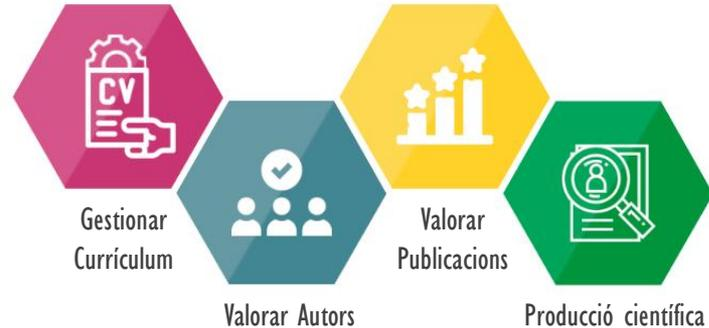 CV
Gestionar
Currículum
Valorar Autors
Valorar
Publicacions
Producció científica